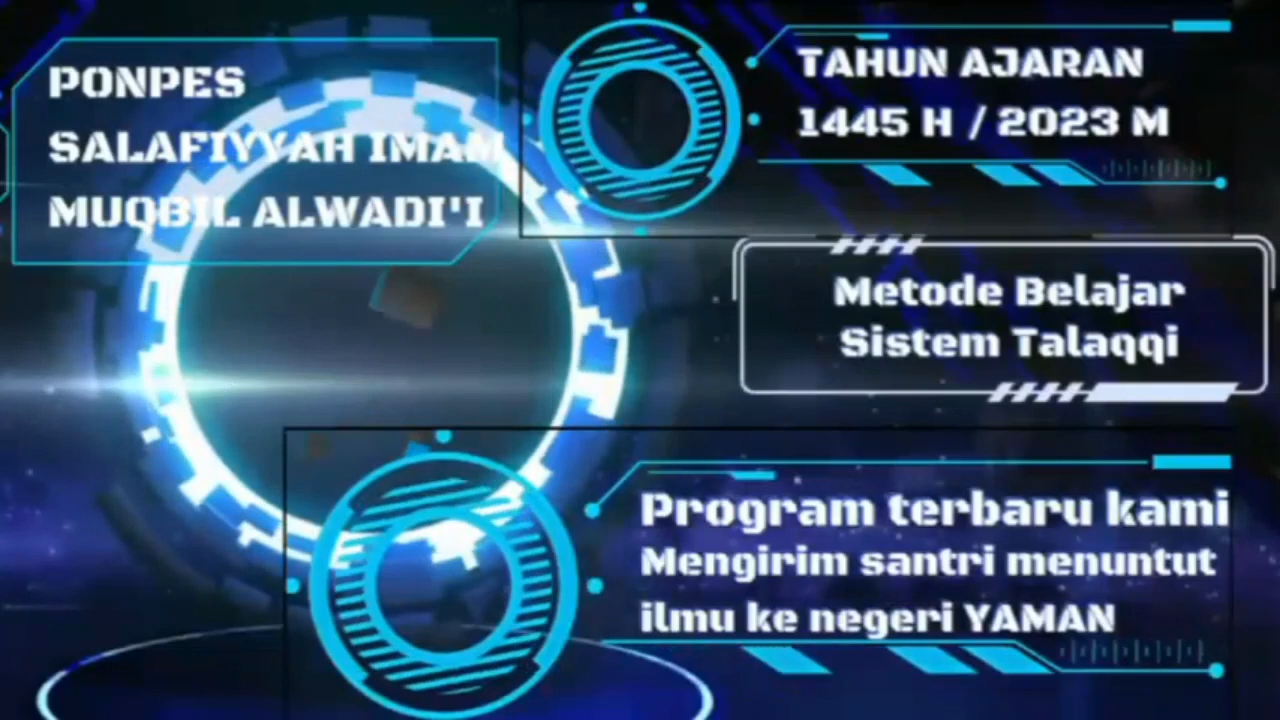 PONPES
SALAFIYYAH IMAM
MUQBIL ALWADI'I
TAHUN AJARAN
1445 H / 2023 M
Metode Belajar
Sistem Talaqqi
Program terbaru kami
Mengirim santri menuntut
ilmu ke negeri YAMAN